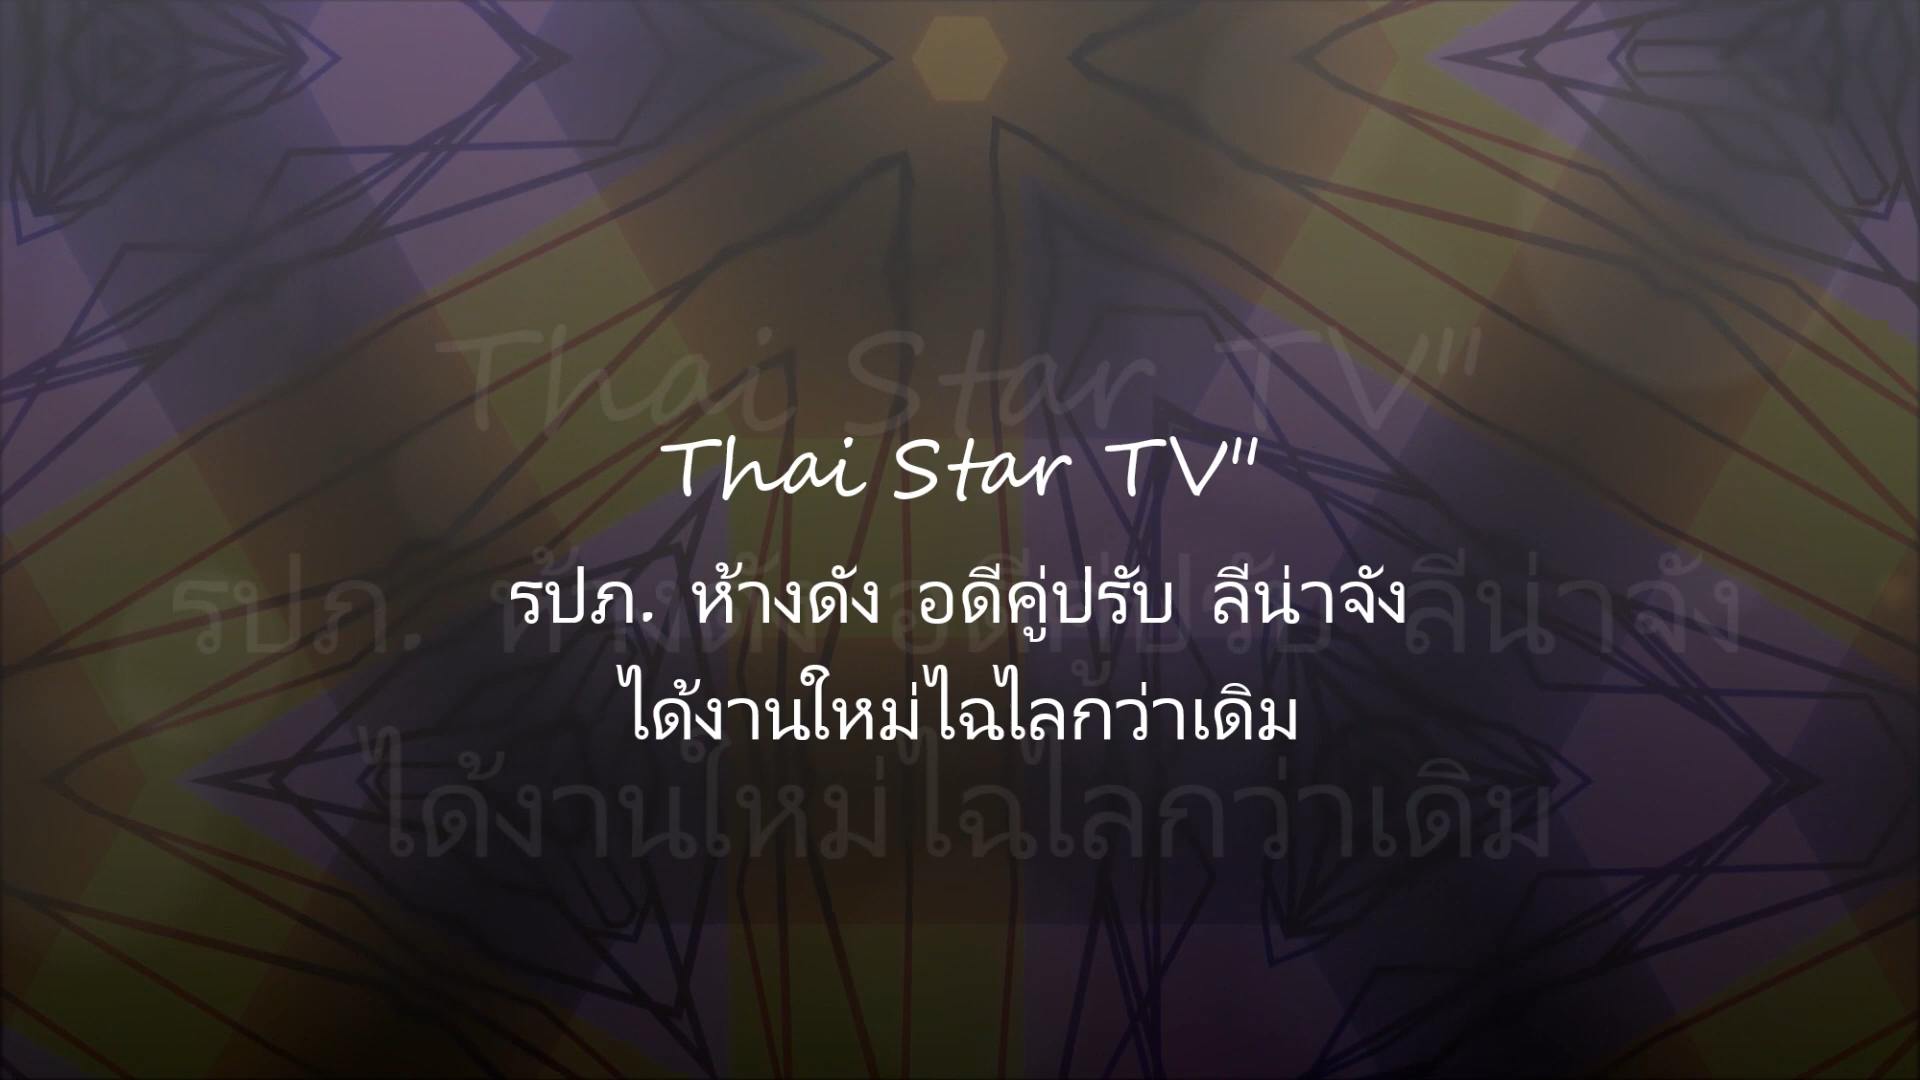 Thai Star TV"
รปภ. ห้างดัง อดีคู่ปรับ ลีน่าจัง
ได้งานใหม่ไฉไลกว่าเดิม